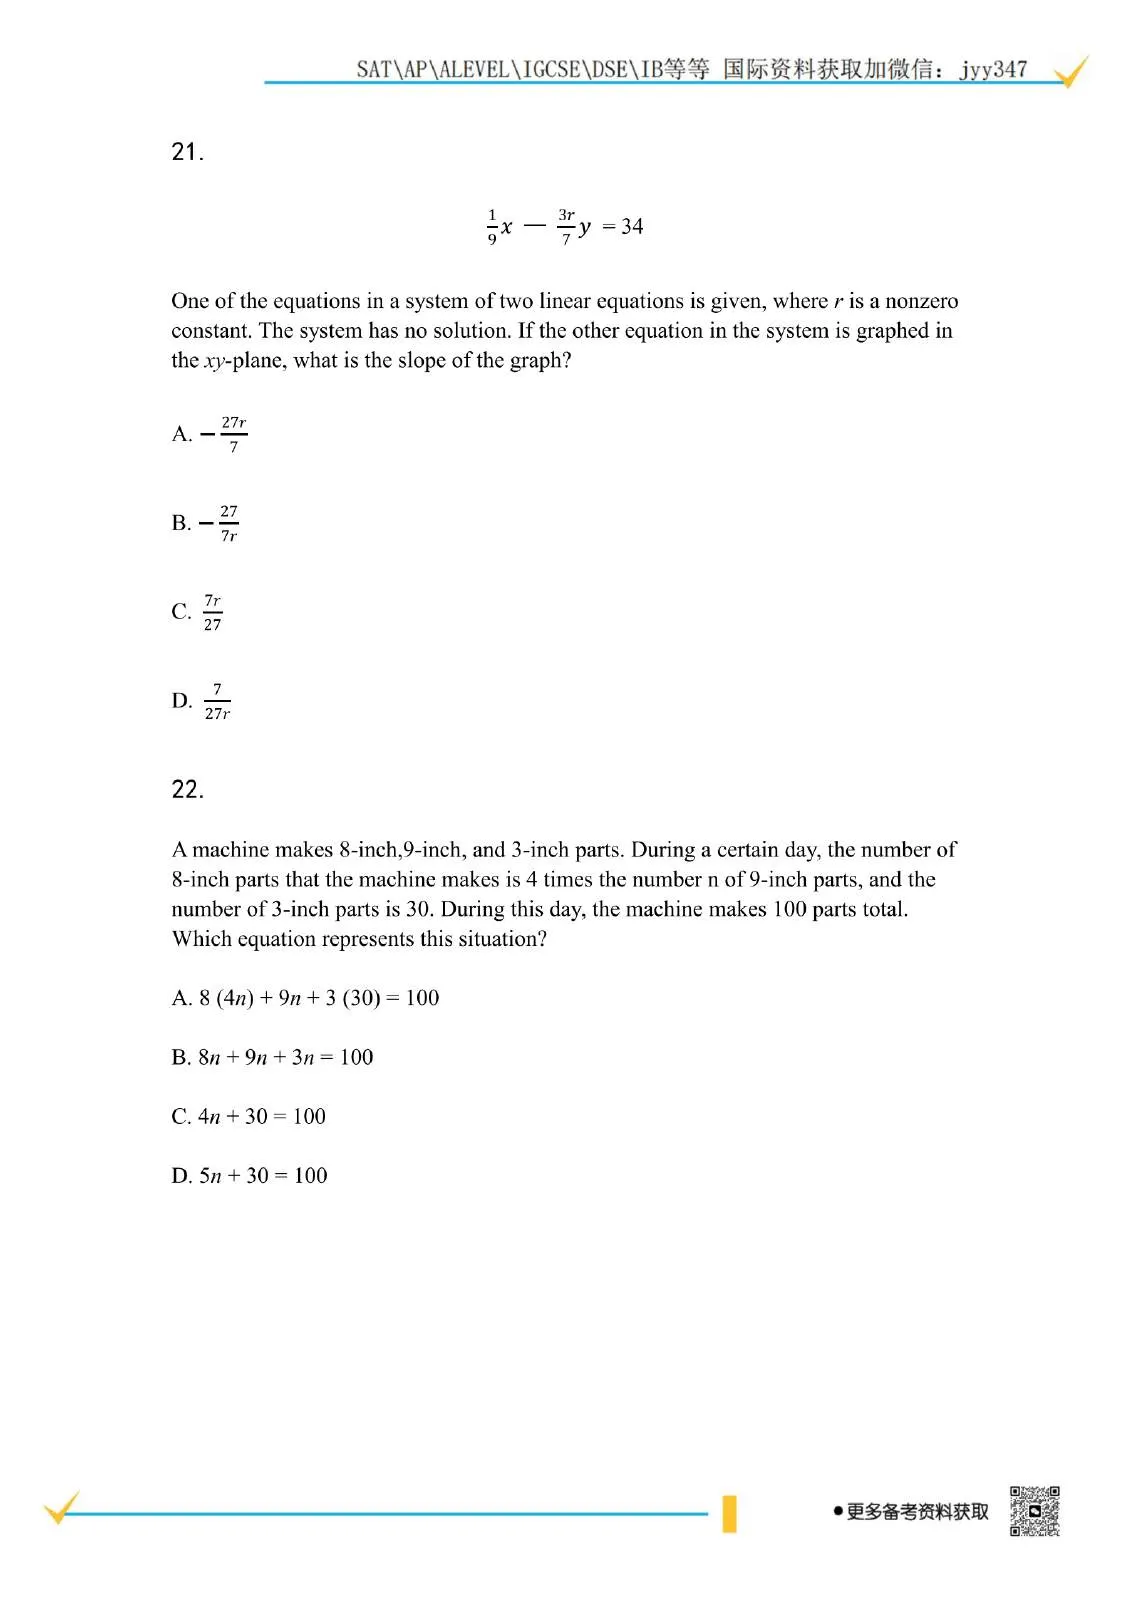 SAT\AP\ALEVEL\IGCSE\DSE\IB等等 国际资料获取加微信：jyy347
21.
1/9 x — 3r/7 y = 34
One of the equations in a system of two linear equations is given, where r is a nonzero
constant. The system has no solution. If the other equation in the system is graphed in
the xy-plane, what is the slope of the graph?
A. − 27r/7
B. − 27/7r
C. 7r/27
D. 7/27r
22.
A machine makes 8-inch,9-inch, and 3-inch parts. During a certain day, the number of
8-inch parts that the machine makes is 4 times the number n of 9-inch parts, and the
number of 3-inch parts is 30. During this day, the machine makes 100 parts total.
Which equation represents this situation?
A. 8 (4n) + 9n + 3 (30) = 100
B. 8n + 9n + 3n = 100
C. 4n + 30 = 100
D. 5n + 30 = 100
●更多备考资料获取